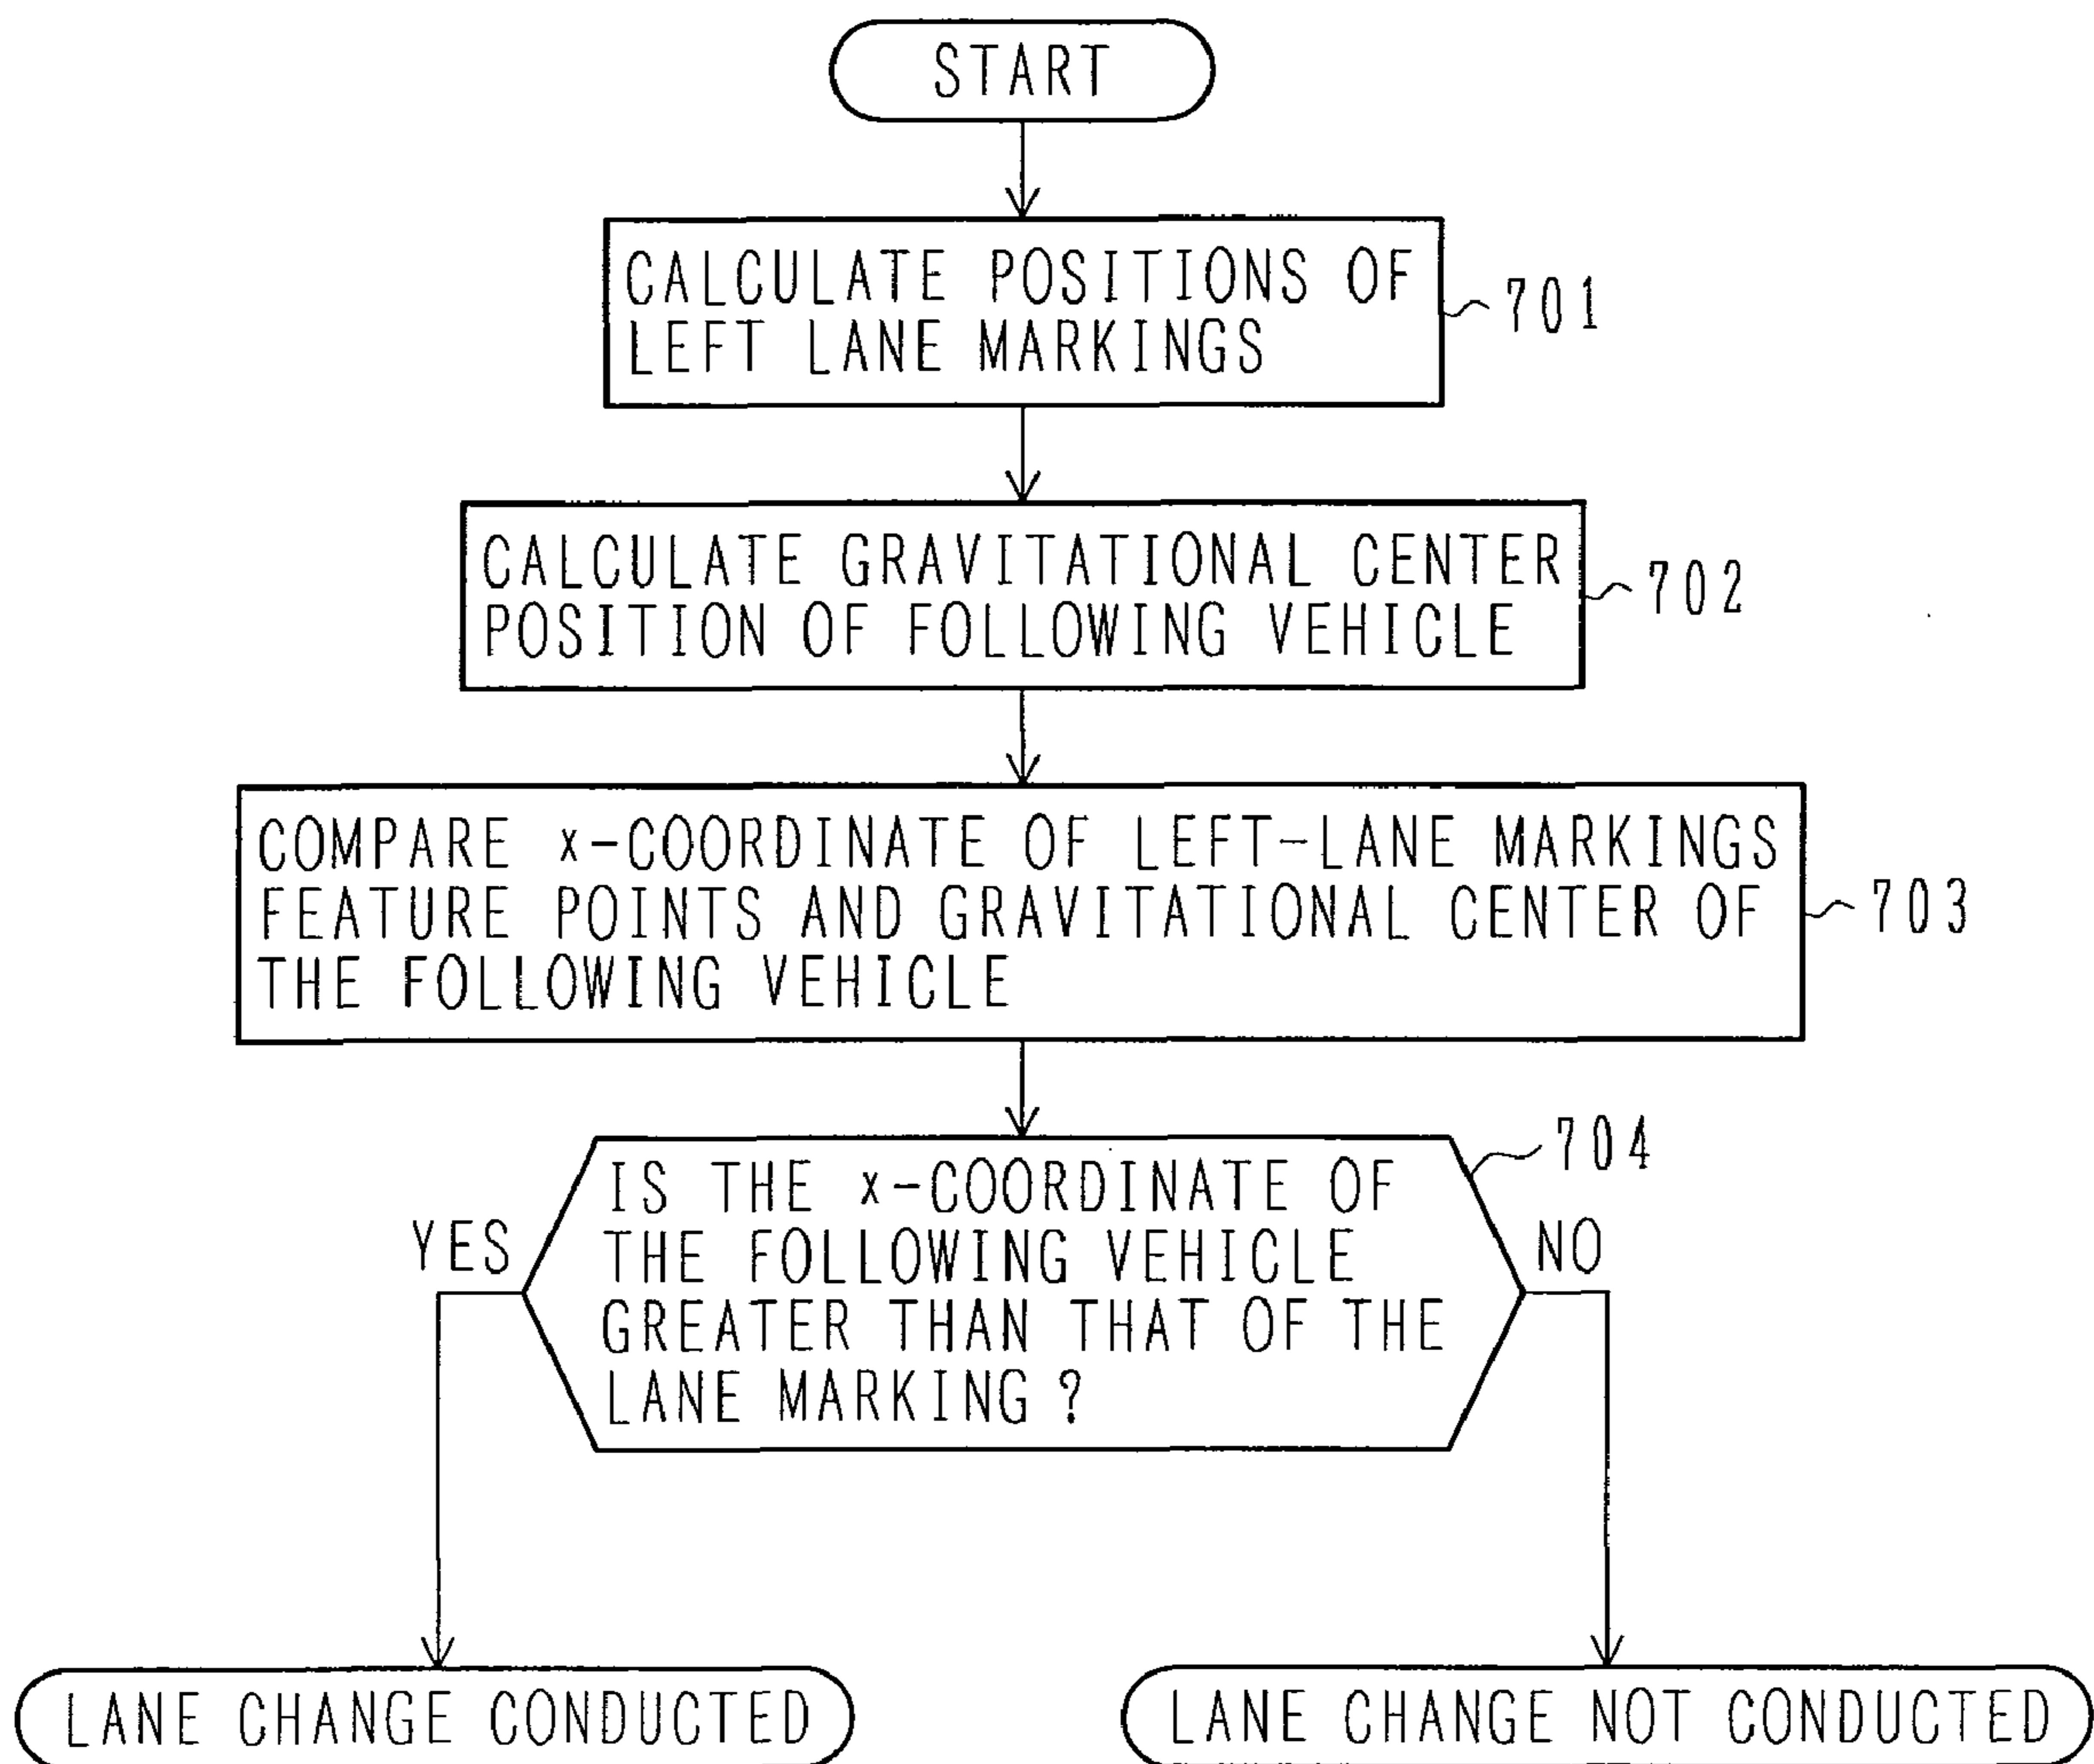 START
CALCULATE POSITIONS OF
LEFT LANE MARKINGS
701
CALCULATE GRAVITATIONAL CENTER
POSITION OF FOLLOWING VEHICLE
702
COMPARE x-COORDINATE OF LEFT-LANE MARKINGS
FEATURE POINTS AND GRAVITATIONAL CENTER OF
THE FOLLOWING VEHICLE
703
704
IS THE x-COORDINATE OF
THE FOLLOWING VEHICLE
GREATER THAN THAT OF THE
LANE MARKING ?
YES
NO
LANE CHANGE CONDUCTED
LANE CHANGE NOT CONDUCTED